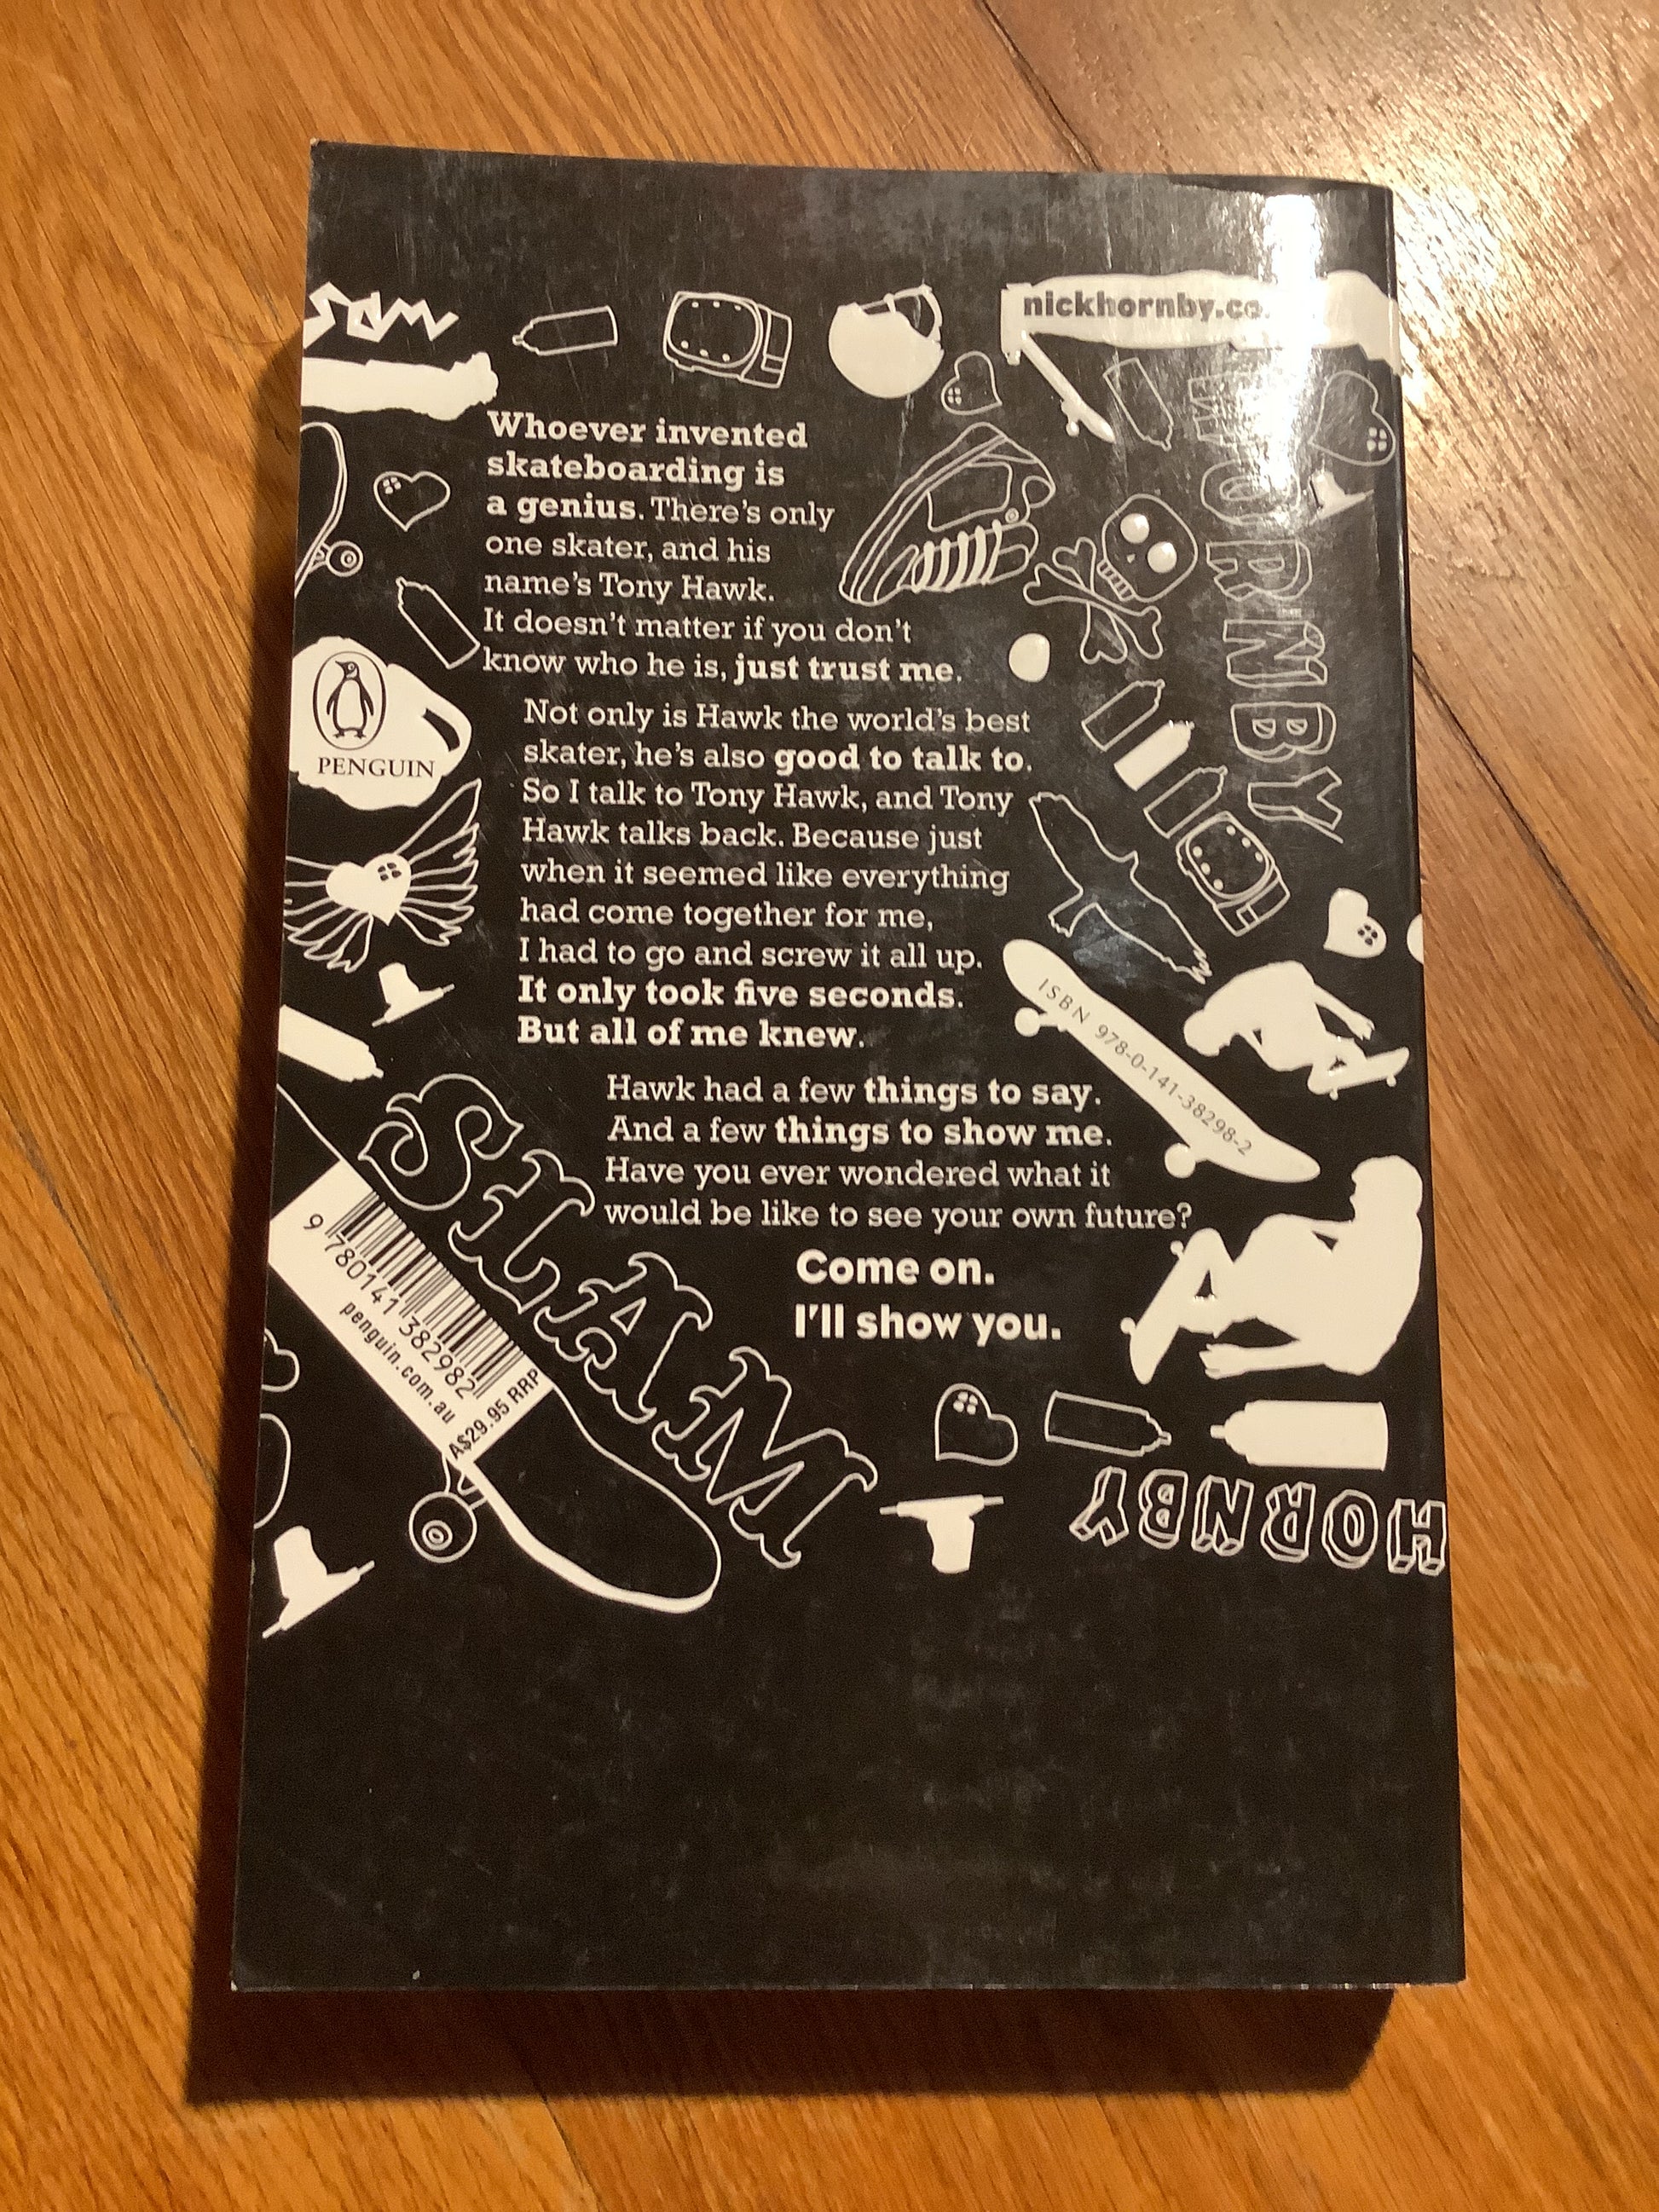 SAM
nickhornby.co
HORNBY
Whoever invented
skateboarding is
a genius. There's only
one skater, and his
name's Tony Hawk.
It doesn't matter if you don't
know who he is, just trust me.
PENGUIN
Not only is Hawk the world's best
skater, he's also good to talk to.
So I talk to Tony Hawk, and Tony
Hawk talks back. Because just
when it seemed like everything
had come together for me,
I had to go and screw it all up.
It only took five seconds.
But all of me knew.
ISBN 978-0-141-38298-2
Hawk had a few things to say.
And a few things to show me.
Have you ever wondered what it
would be like to see your own future?
Come on.
I'll show you.
SLAM
9 780141 382982
penguin.com.au
A$29.95 RRP
HORNBY